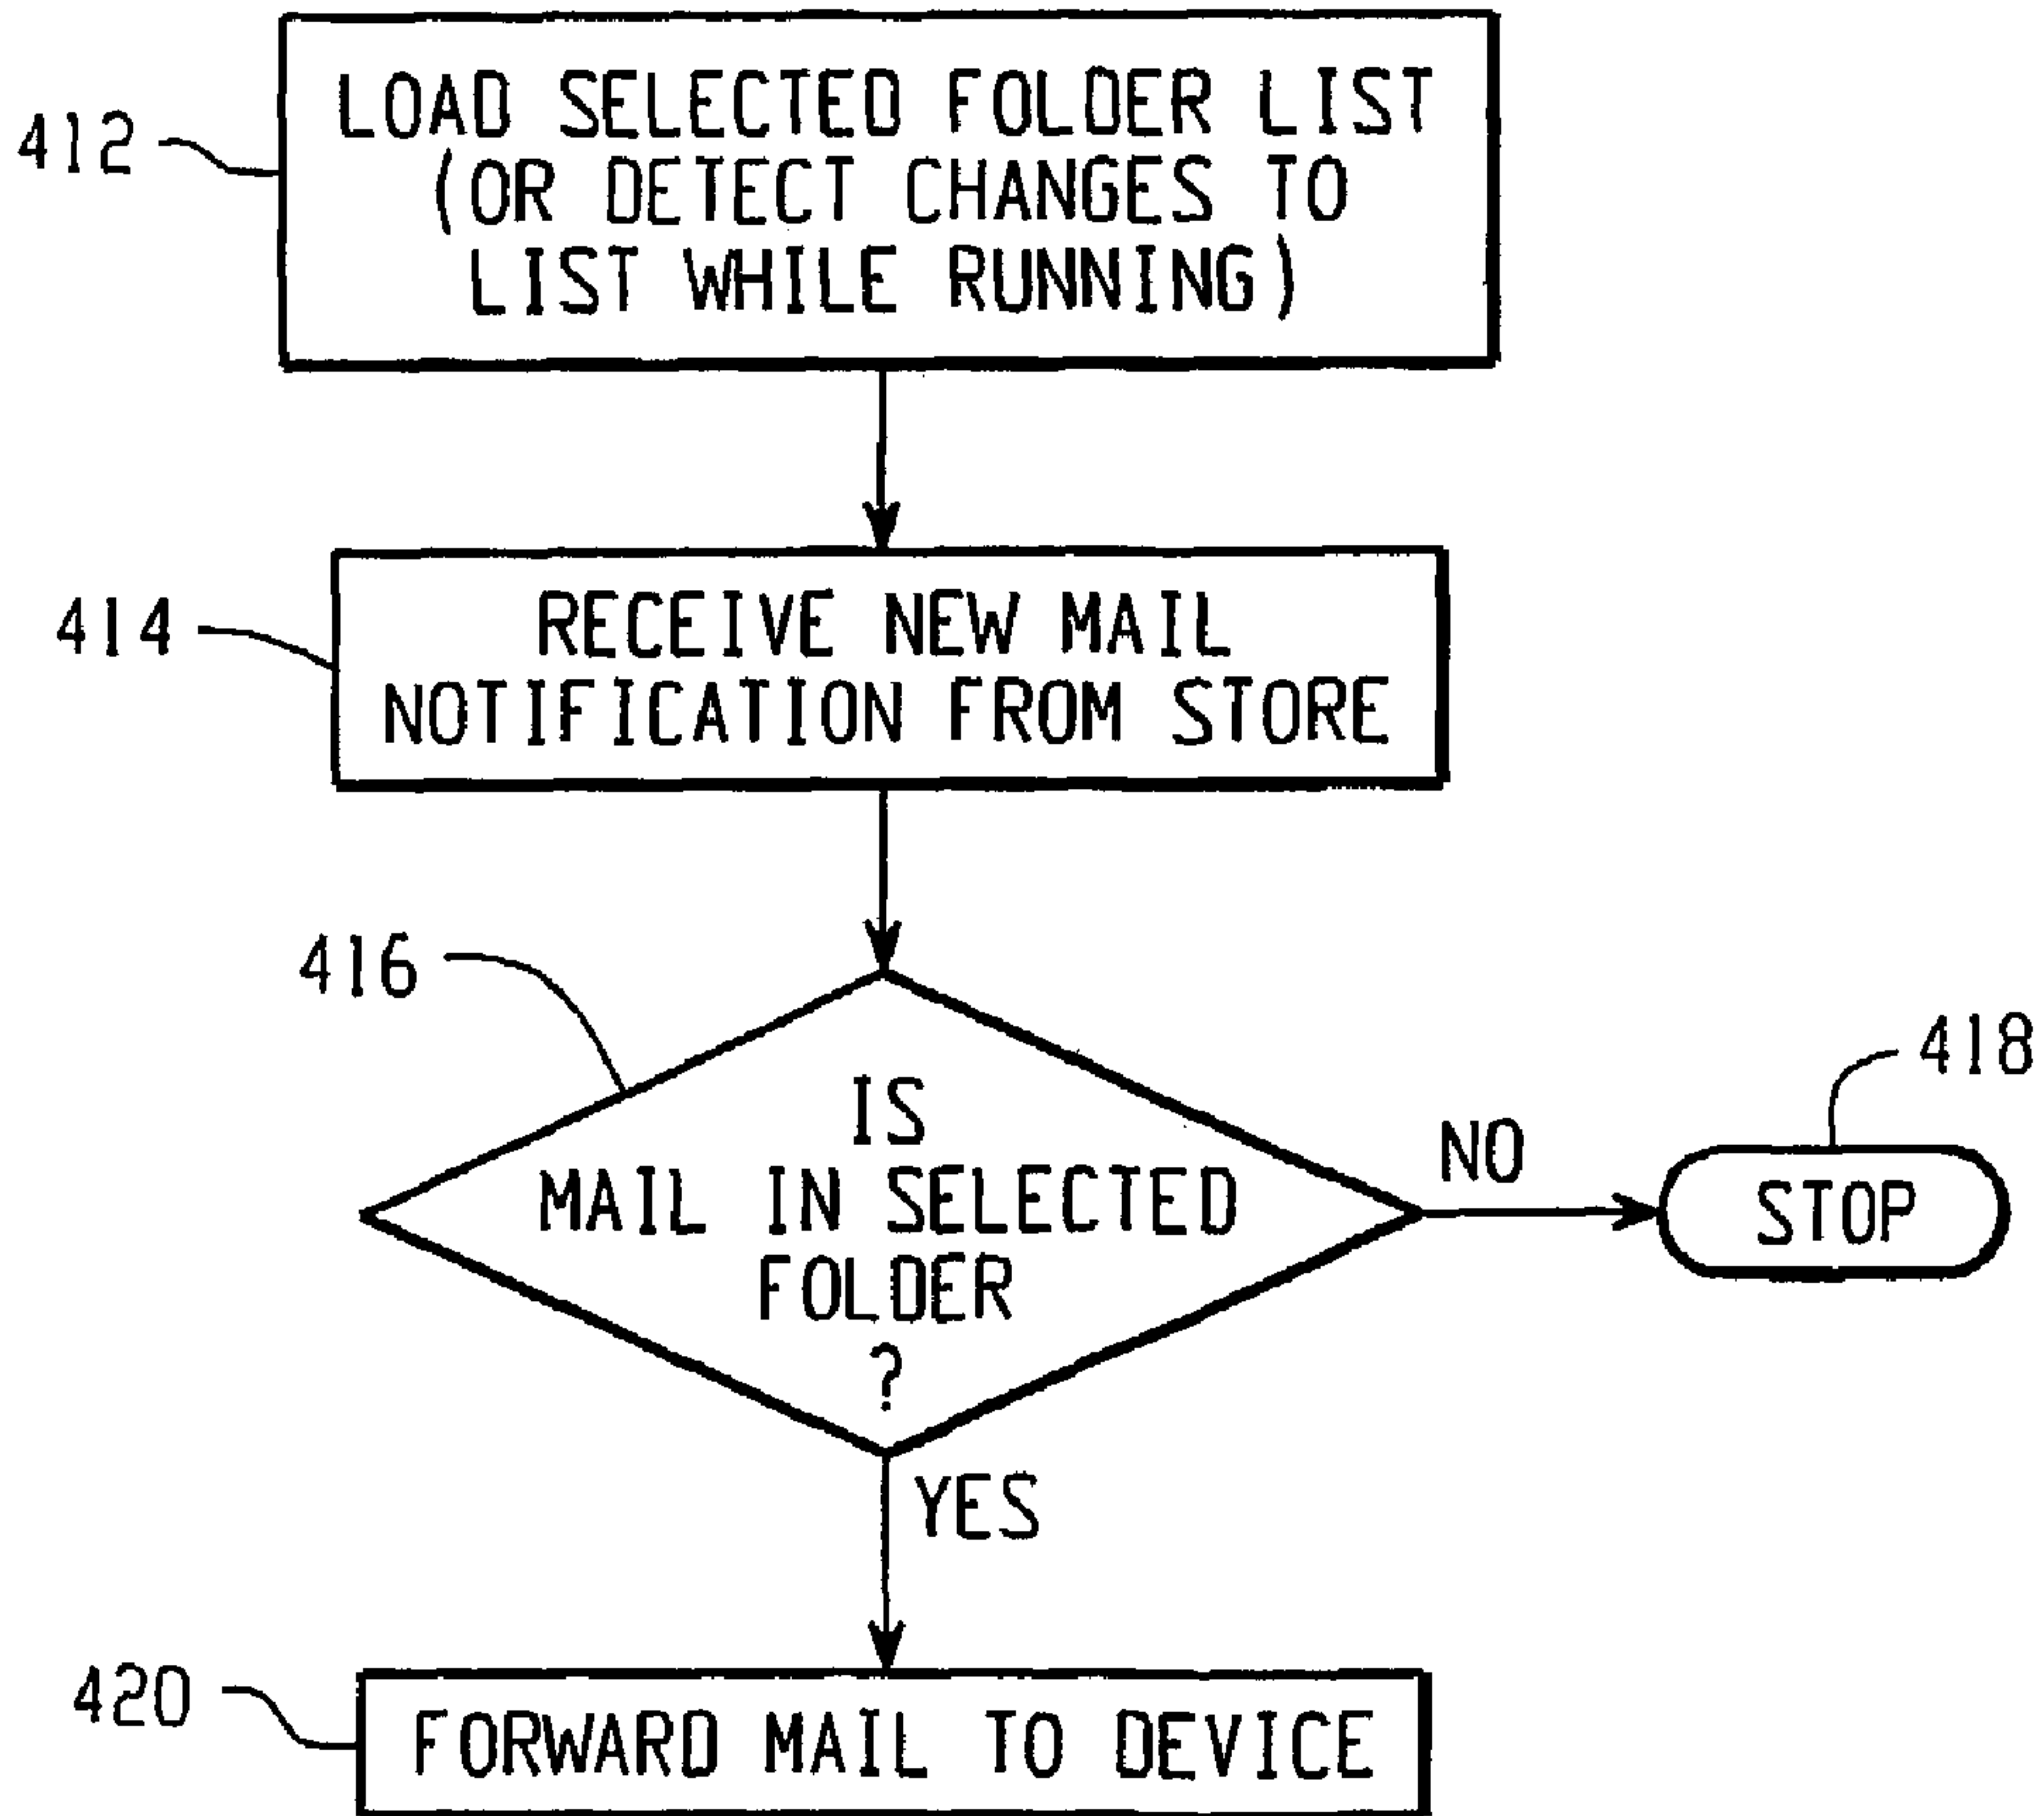 412
LOAD SELECTED FOLDER LIST
(OR DETECT CHANGES TO
LIST WHILE RUNNING)
414
RECEIVE NEW MAIL
NOTIFICATION FROM STORE
416
IS
MAIL IN SELECTED
FOLDER
?
NO
418
STOP
YES
420
FORWARD MAIL TO DEVICE